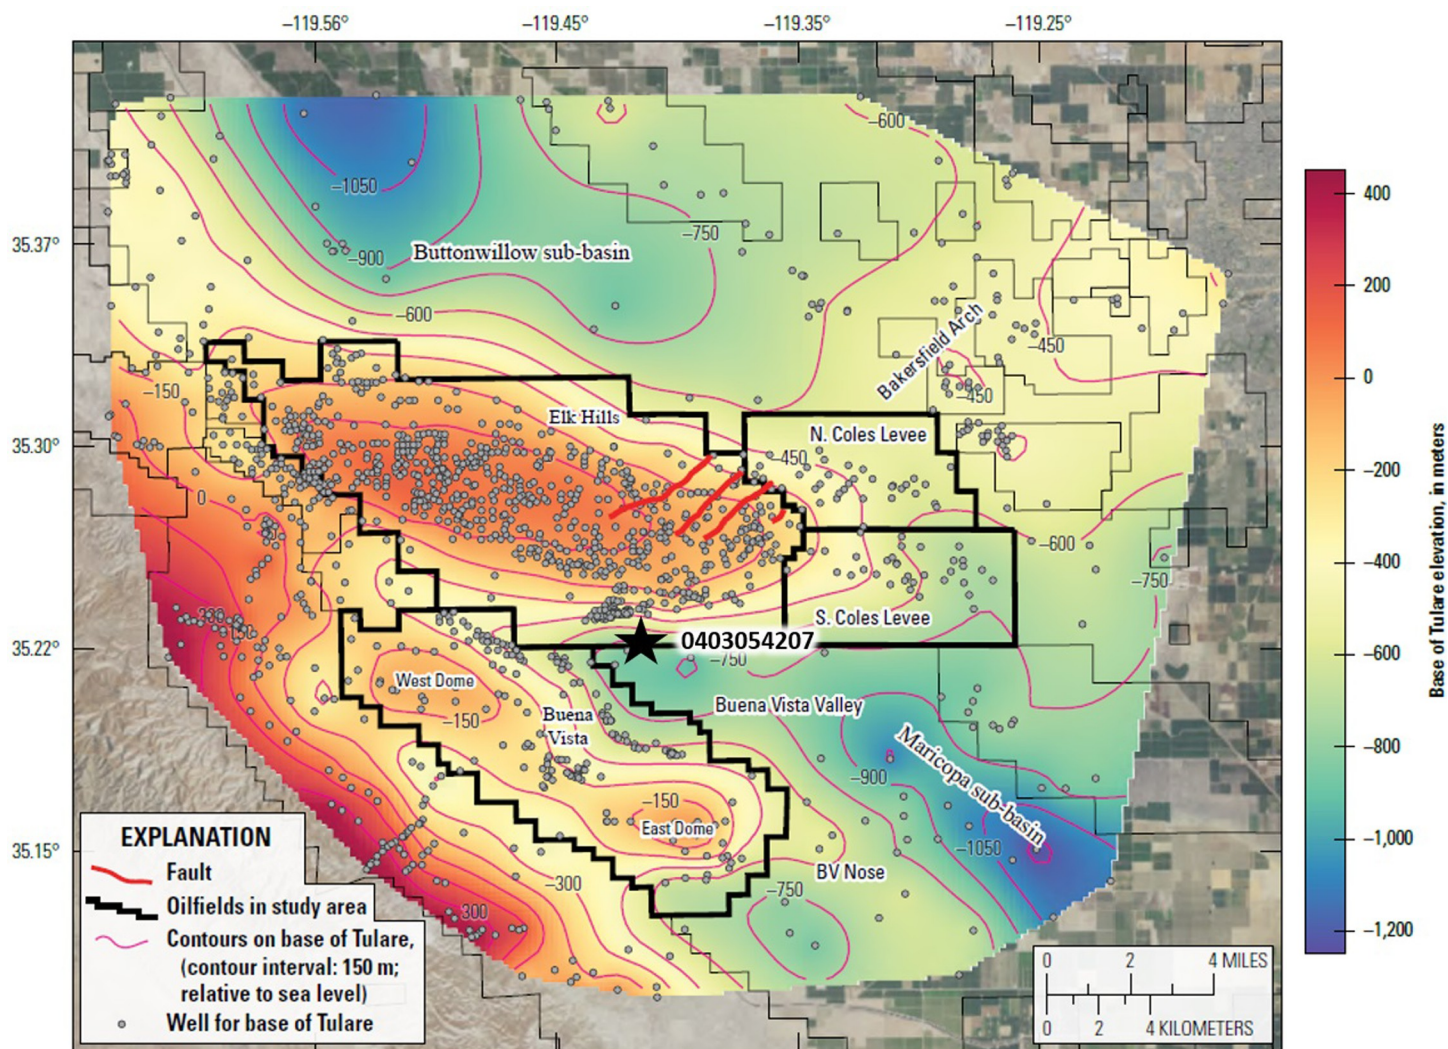 –119.56° –119.45° –119.35° –119.25°
–600
–1050
–750
35.37°
–900
Buttonwillow sub-basin
–600
–450
Bakersfield Arch
–150
–450
Elk Hills
N. Coles Levee
35.30°
–450
0
–600
–750
300
150
S. Coles Levee
35.22°
0403054207
–750
West Dome
Buena Vista Valley
–150
Buena
Vista
Maricopa sub-basin
–900
–150
East Dome
–1050
35.15°
BV Nose
–300
–750
300
EXPLANATION
Fault
Oilfields in study area
Contours on base of Tulare,
(contour interval: 150 m;
relative to sea level)
Well for base of Tulare
0 2 4 MILES
0 2 4 KILOMETERS
400
200
0
–200
–400
–600
–800
–1,000
–1,200
Base of Tulare elevation, in meters